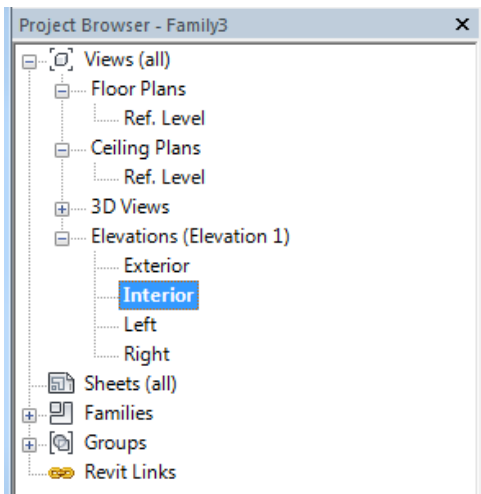 Project Browser - Family3
Views (all)
Floor Plans
Ref. Level
Ceiling Plans
Ref. Level
3D Views
Elevations (Elevation 1)
Exterior
Interior
Left
Right
Sheets (all)
Families
Groups
Revit Links